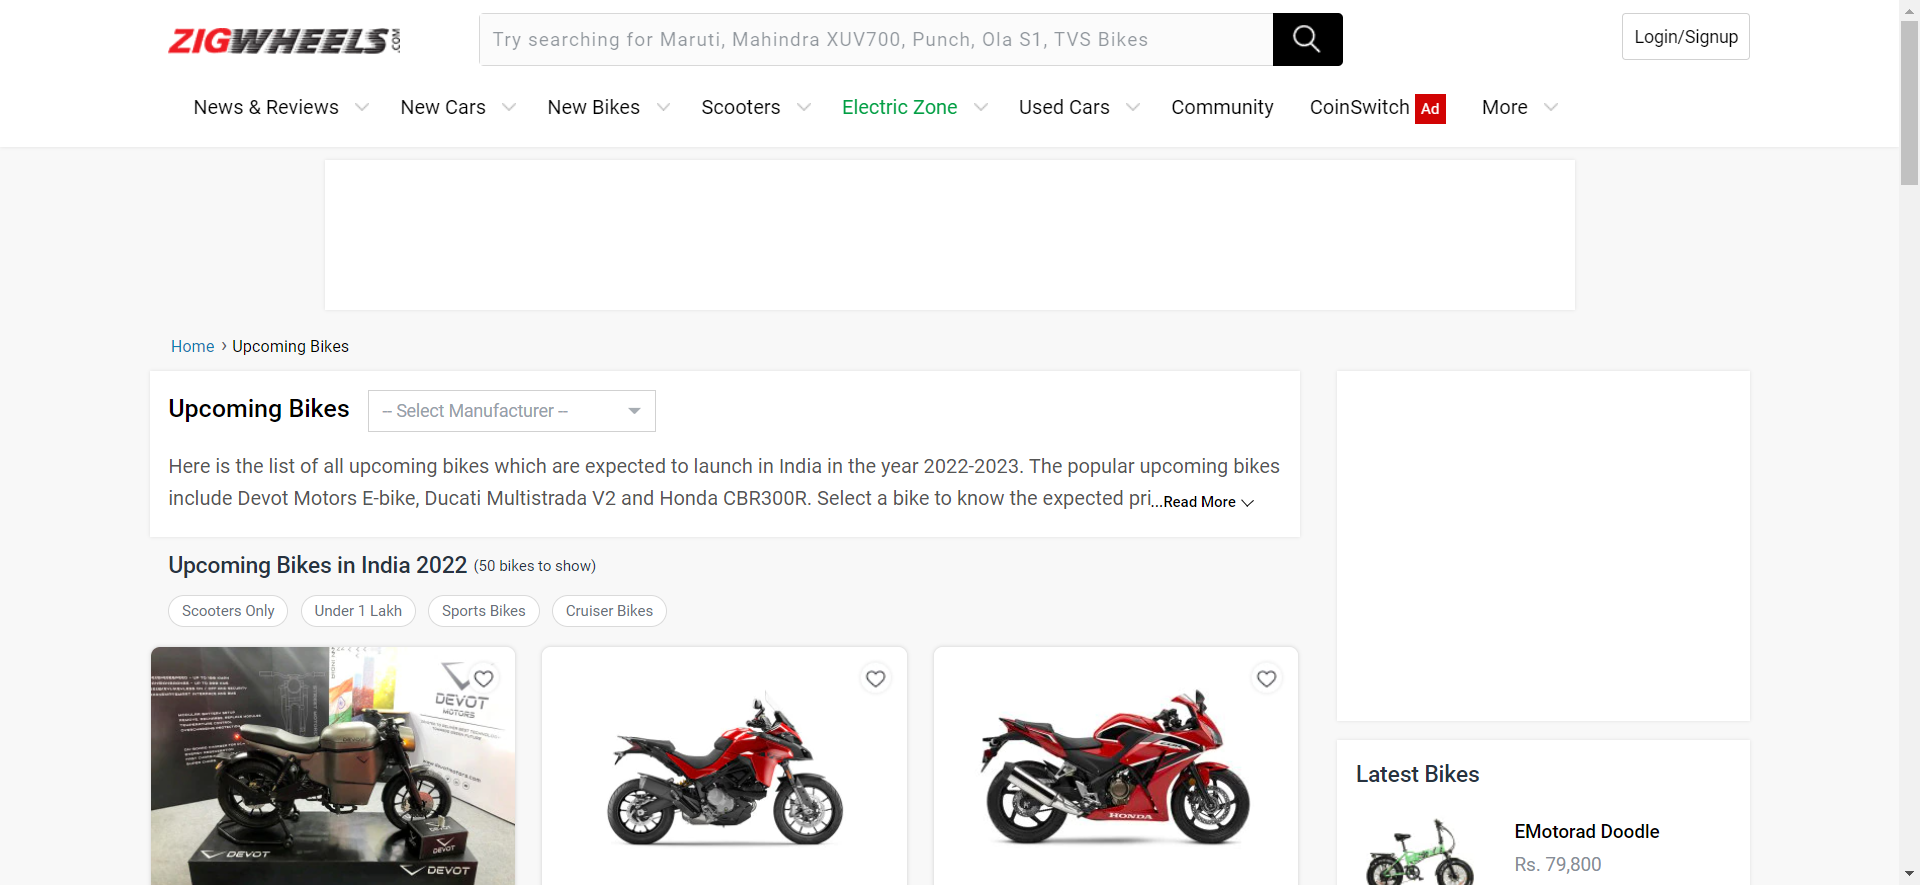 ZIGWHEELS.COM
Try searching for Maruti, Mahindra XUV700, Punch, Ola S1, TVS Bikes
Login/Signup
News & Reviews
New Cars
New Bikes
Scooters
Electric Zone
Used Cars
Community
CoinSwitch Ad
More
Home › Upcoming Bikes
Upcoming Bikes
-- Select Manufacturer --
Here is the list of all upcoming bikes which are expected to launch in India in the year 2022-2023. The popular upcoming bikes
include Devot Motors E-bike, Ducati Multistrada V2 and Honda CBR300R. Select a bike to know the expected pri...Read More
Upcoming Bikes in India 2022 (50 bikes to show)
Scooters Only
Under 1 Lakh
Sports Bikes
Cruiser Bikes
DEVOT
MOTORS
www.devotmotors.com
DEVOT
DEVOT
DEVOT
HONDA
Latest Bikes
EMotorad Doodle
Rs. 79,800